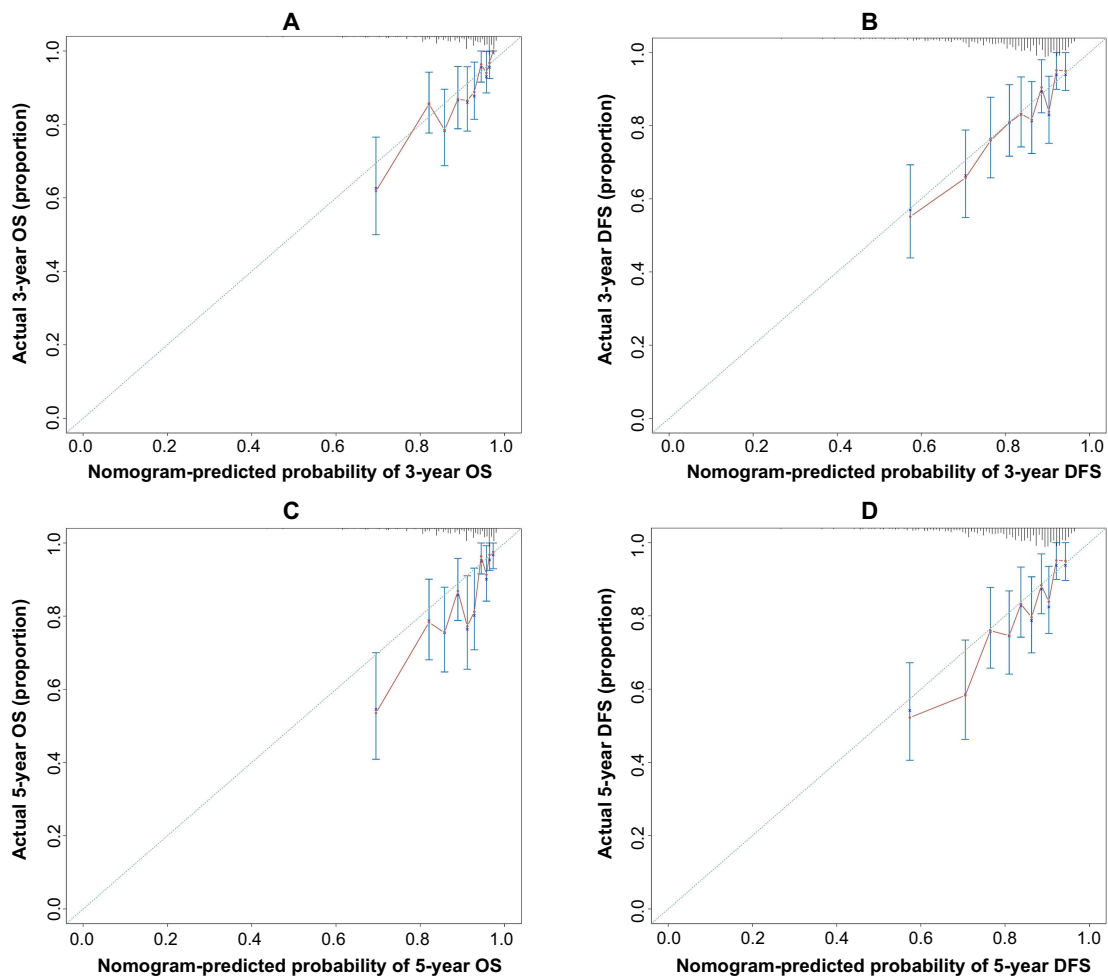 A
Actual 3-year OS (proportion)
1.0
0.8
0.6
0.4
0.2
0.0
0.0 0.2 0.4 0.6 0.8 1.0
Nomogram-predicted probability of 3-year OS
B
Actual 3-year DFS (proportion)
1.0
0.8
0.6
0.4
0.2
0.0
0.0 0.2 0.4 0.6 0.8 1.0
Nomogram-predicted probability of 3-year DFS
C
Actual 5-year OS (proportion)
1.0
0.8
0.6
0.4
0.2
0.0
0.0 0.2 0.4 0.6 0.8 1.0
Nomogram-predicted probability of 5-year OS
D
Actual 5-year DFS (proportion)
1.0
0.8
0.6
0.4
0.2
0.0
0.0 0.2 0.4 0.6 0.8 1.0
Nomogram-predicted probability of 5-year DFS